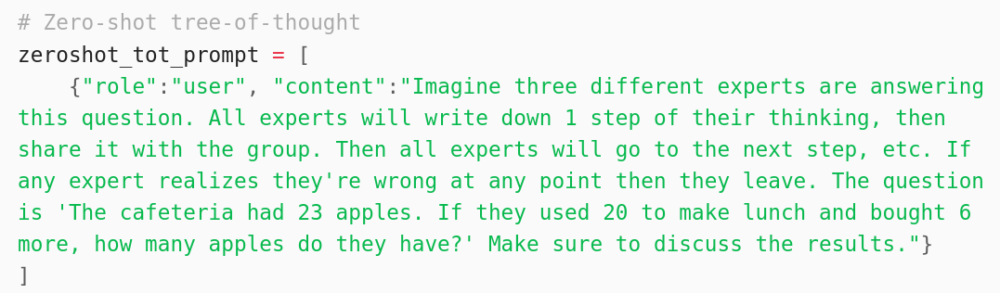 # Zero-shot tree-of-thought
zeroshot_tot_prompt = [
    {"role":"user", "content":"Imagine three different experts are answering
this question. All experts will write down 1 step of their thinking, then
share it with the group. Then all experts will go to the next step, etc. If
any expert realizes they're wrong at any point then they leave. The question
is 'The cafeteria had 23 apples. If they used 20 to make lunch and bought 6
more, how many apples do they have?' Make sure to discuss the results."}
]